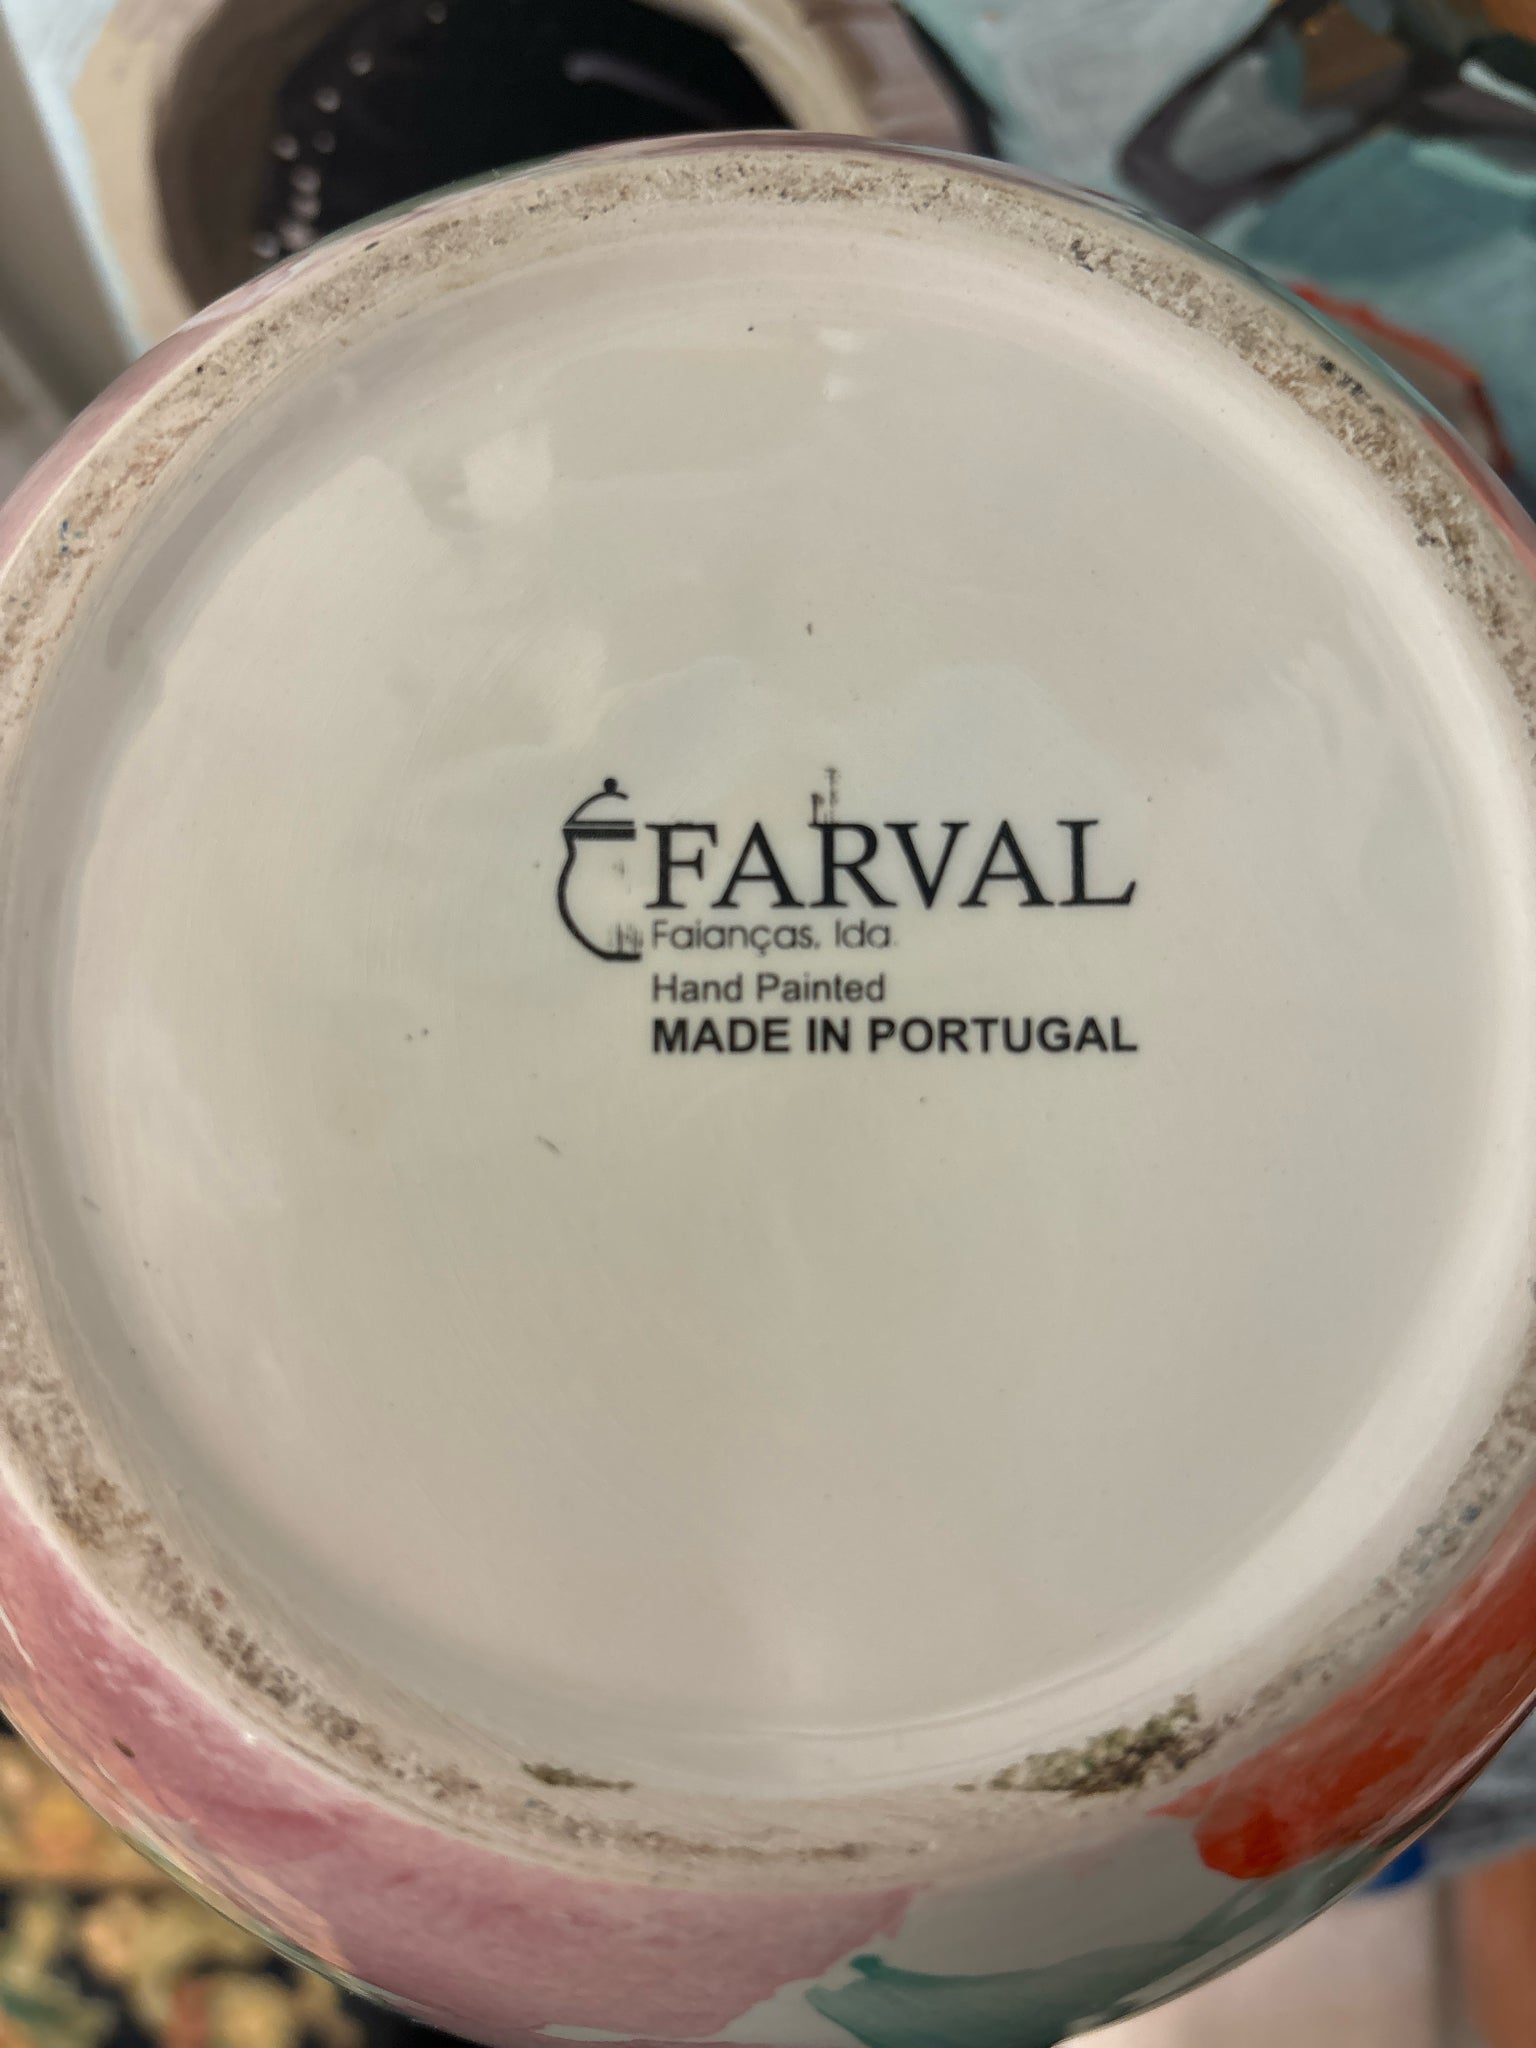 FARVAL
Faianças, lda.
Hand Painted
MADE IN PORTUGAL